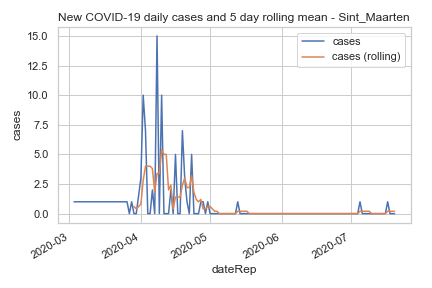 New COVID-19 daily cases and 5 day rolling mean - Sint_Maarten
cases
cases (rolling)
15.0
12.5
10.0
7.5
5.0
2.5
0.0
cases
2020-03
2020-04
2020-05
2020-06
2020-07
dateRep